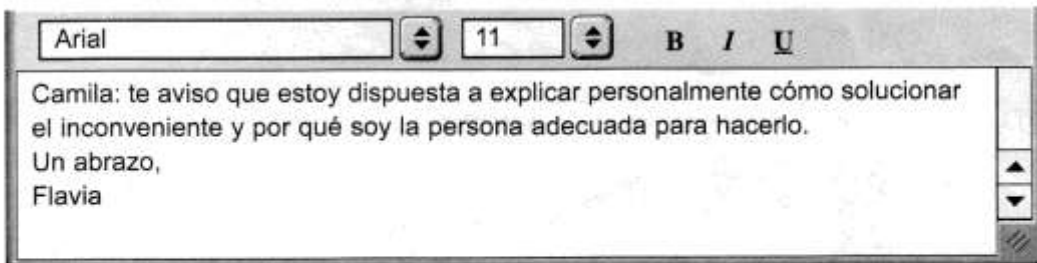 Arial 11 B I U
Camila: te aviso que estoy dispuesta a explicar personalmente cómo solucionar
el inconveniente y por qué soy la persona adecuada para hacerlo.
Un abrazo,
Flavia